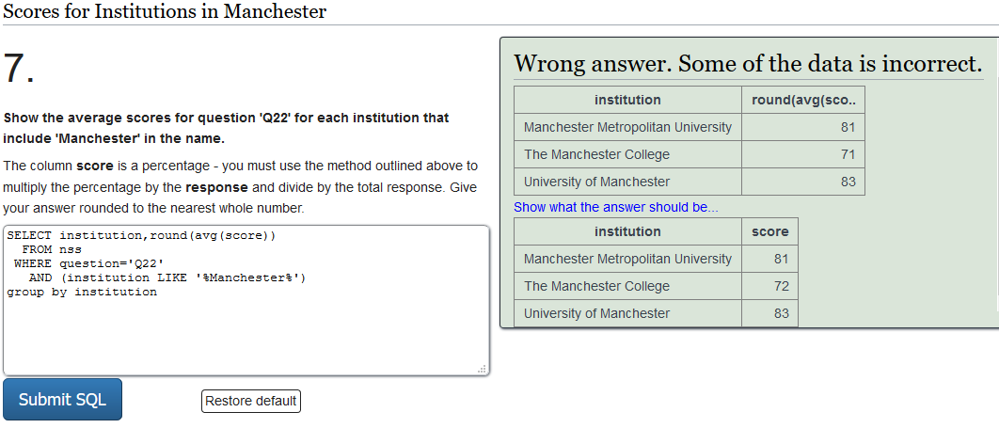 Scores for Institutions in Manchester
7.
Show the average scores for question 'Q22' for each institution that
include 'Manchester' in the name.
The column score is a percentage - you must use the method outlined above to
multiply the percentage by the response and divide by the total response. Give
your answer rounded to the nearest whole number.
SELECT institution,round(avg(score))
FROM nss
WHERE question='Q22'
AND (institution LIKE '%Manchester%')
group by institution
Submit SQL
Restore default
Wrong answer. Some of the data is incorrect.
institution round(avg(sco..
Manchester Metropolitan University 81
The Manchester College 71
University of Manchester 83
Show what the answer should be...
institution score
Manchester Metropolitan University 81
The Manchester College 72
University of Manchester 83